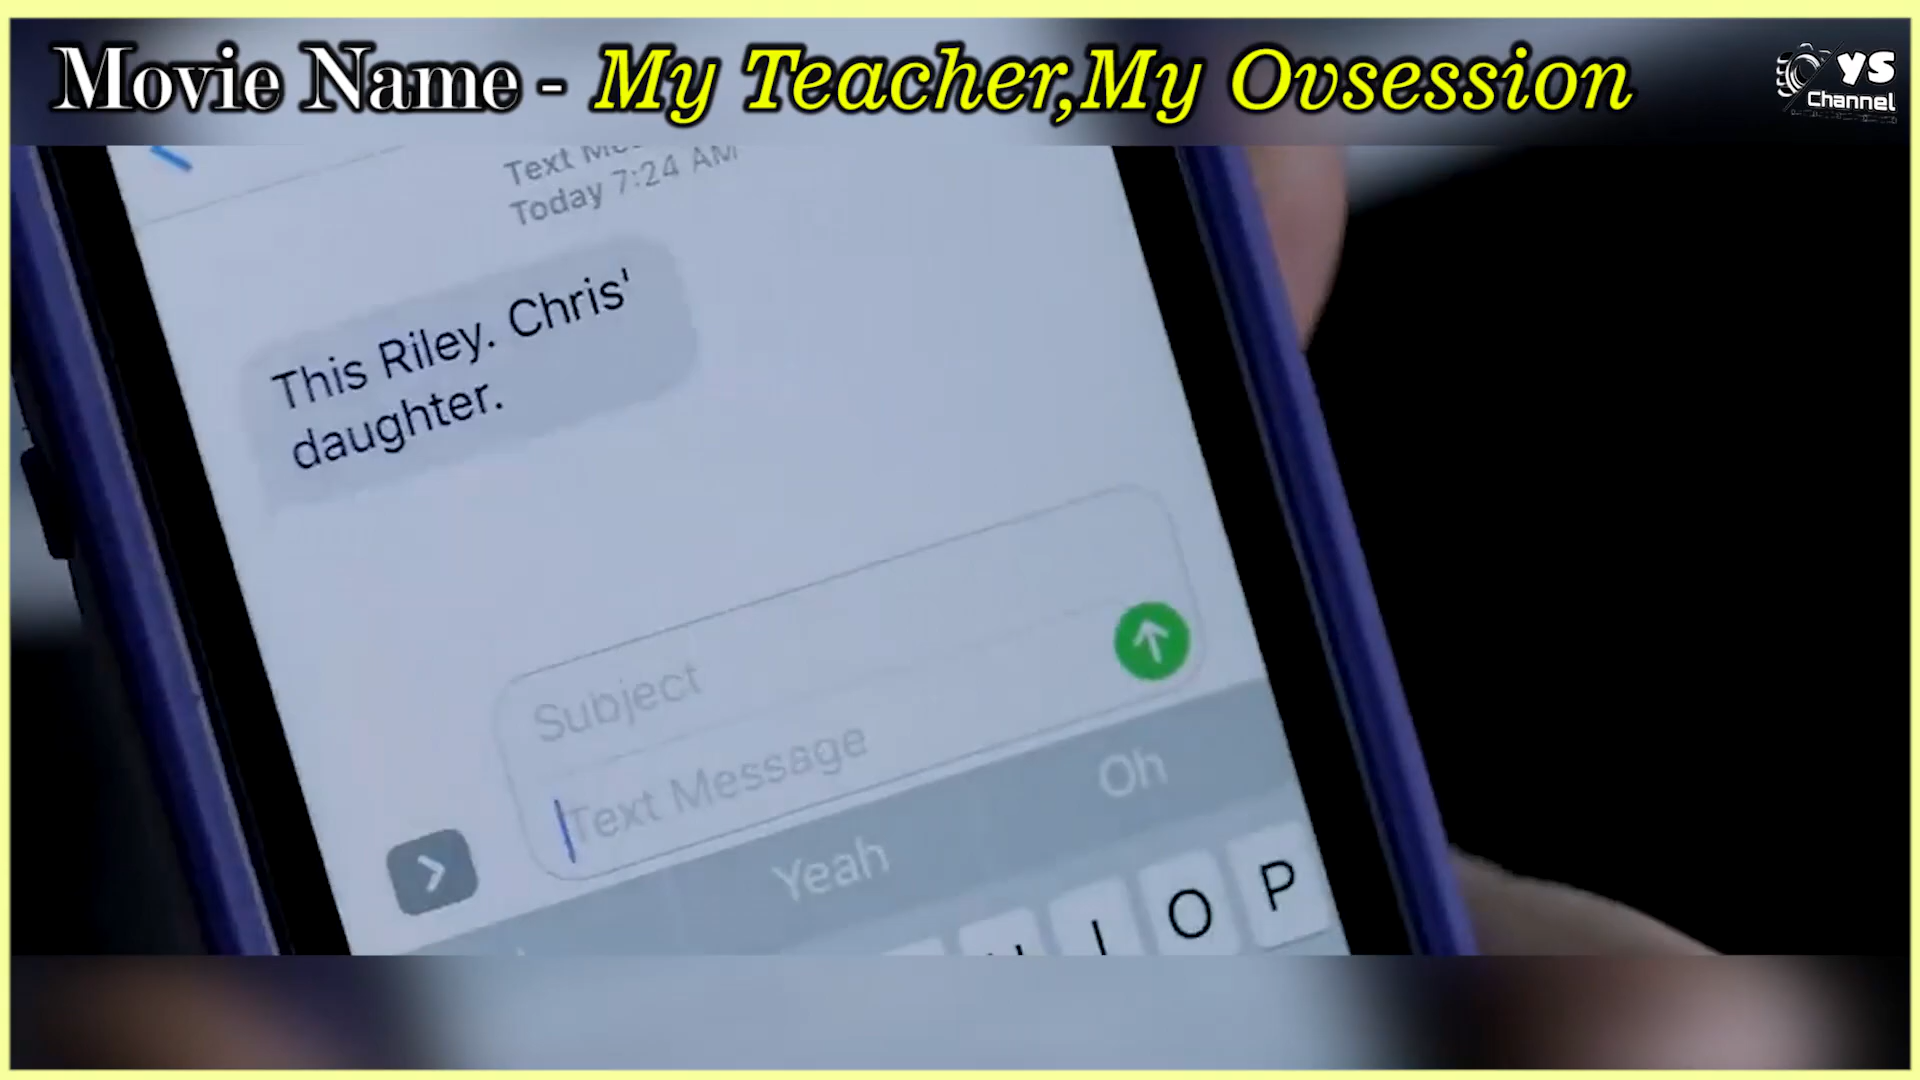 Movie Name - My Teacher,My Ovsession
YS
Channel
Text
Today 7:24 AM
This Riley. Chris'
daughter.
Subject
Text Message
Yeah
Oh
O P